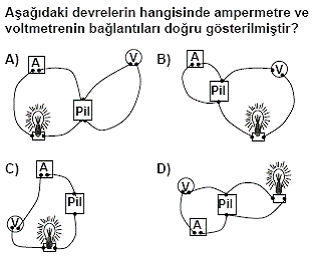 Aşağıdaki devrelerin hangisinde ampermetre ve
voltmetrenin bağlantıları doğru gösterilmiştir?
A) A Pil V
B) A Pil V
C) A Pil V
D) V A Pil